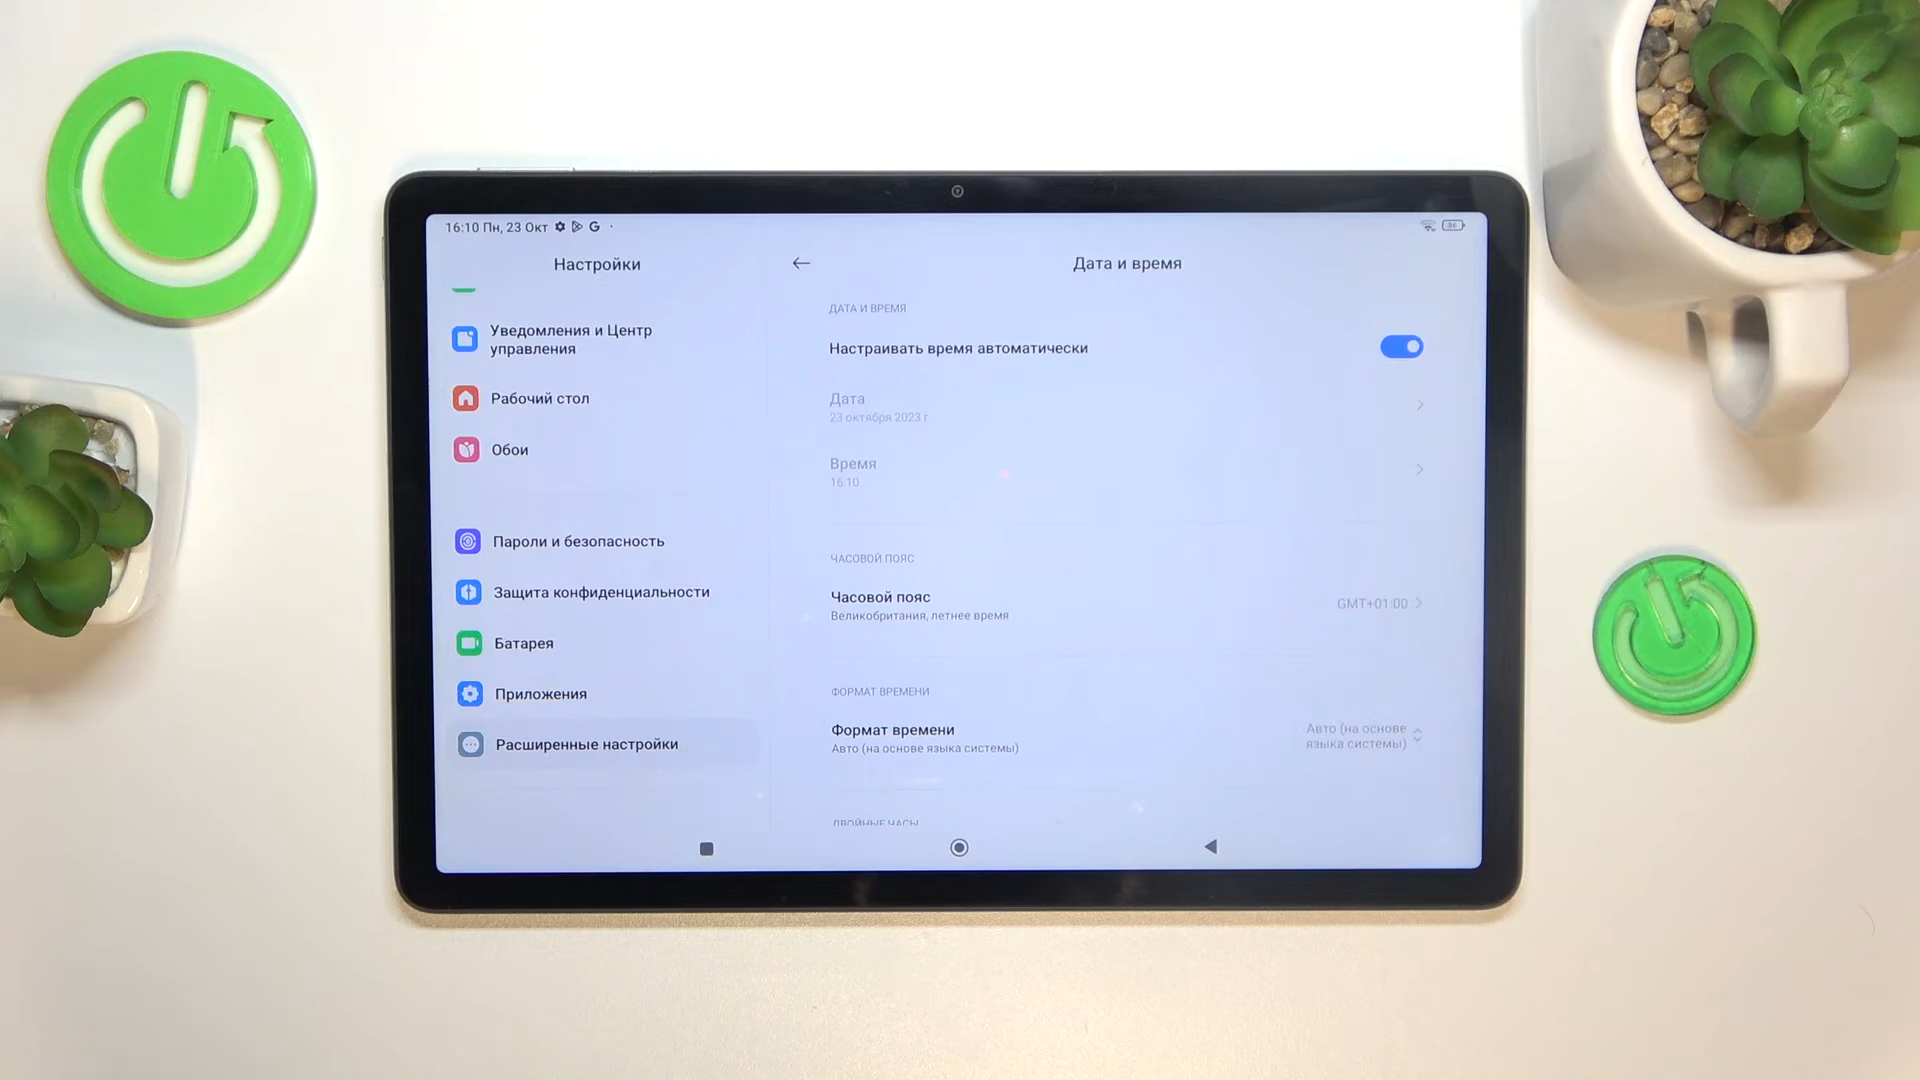 16:10 Пн, 23 Окт
Настройки
Уведомления и Центр
управления
Рабочий стол
Обои
Пароли и безопасность
Защита конфиденциальности
Батарея
Приложения
Расширенные настройки
Дата и время
ДАТА И ВРЕМЯ
Настраивать время автоматически
Дата
23 октября 2023 г
Время
16:10
ЧАСОВОЙ ПОЯС
Часовой пояс
Великобритания, летнее время
GMT+01:00
ФОРМАТ ВРЕМЕНИ
Формат времени
Авто (на основе языка системы)
Авто (на основе
языка системы)
ДВОЙНЫЕ ЧАСЫ